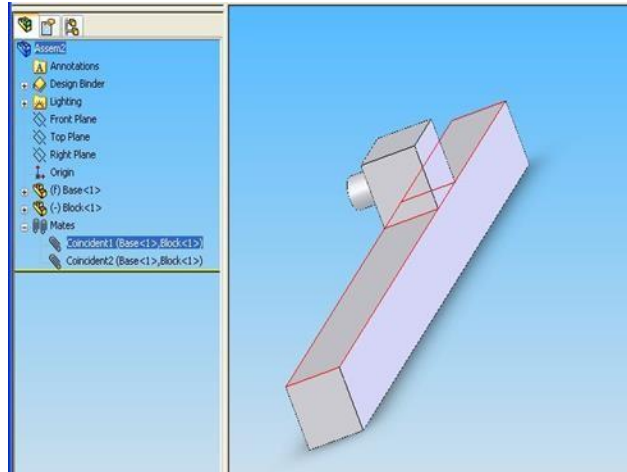 Assem2
Annotations
Design Binder
Lighting
Front Plane
Top Plane
Right Plane
Origin
(f) Base<1>
(-) Block<1>
Mates
Coincident1 (Base<1>,Block<1>)
Coincident2 (Base<1>,Block<1>)